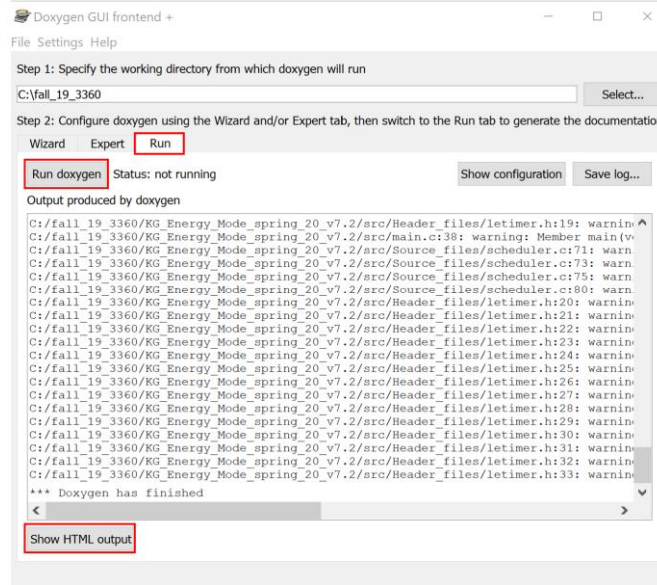 Doxygen GUI frontend +
File Settings Help
Step 1: Specify the working directory from which doxygen will run
C:\fall_19_3360 Select...
Step 2: Configure doxygen using the Wizard and/or Expert tab, then switch to the Run tab to generate the documentatio
Wizard Expert Run
Run doxygen Status: not running Show configuration Save log...
Output produced by doxygen
C:/fall_19_3360/KG_Energy_Mode_spring_20_v7.2/src/Header_files/letimer.h:19: warnin
C:/fall_19_3360/KG_Energy_Mode_spring_20_v7.2/src/main.c:38: warning: Member main(v
C:/fall_19_3360/KG_Energy_Mode_spring_20_v7.2/src/Source_files/scheduler.c:71: warn
C:/fall_19_3360/KG_Energy_Mode_spring_20_v7.2/src/Source_files/scheduler.c:73: warn
C:/fall_19_3360/KG_Energy_Mode_spring_20_v7.2/src/Source_files/scheduler.c:75: warn
C:/fall_19_3360/KG_Energy_Mode_spring_20_v7.2/src/Source_files/scheduler.c:80: warn
C:/fall_19_3360/KG_Energy_Mode_spring_20_v7.2/src/Header_files/letimer.h:20: warnin
C:/fall_19_3360/KG_Energy_Mode_spring_20_v7.2/src/Header_files/letimer.h:21: warnin
C:/fall_19_3360/KG_Energy_Mode_spring_20_v7.2/src/Header_files/letimer.h:22: warnin
C:/fall_19_3360/KG_Energy_Mode_spring_20_v7.2/src/Header_files/letimer.h:23: warnin
C:/fall_19_3360/KG_Energy_Mode_spring_20_v7.2/src/Header_files/letimer.h:24: warnin
C:/fall_19_3360/KG_Energy_Mode_spring_20_v7.2/src/Header_files/letimer.h:25: warnin
C:/fall_19_3360/KG_Energy_Mode_spring_20_v7.2/src/Header_files/letimer.h:26: warnin
C:/fall_19_3360/KG_Energy_Mode_spring_20_v7.2/src/Header_files/letimer.h:27: warnin
C:/fall_19_3360/KG_Energy_Mode_spring_20_v7.2/src/Header_files/letimer.h:28: warnin
C:/fall_19_3360/KG_Energy_Mode_spring_20_v7.2/src/Header_files/letimer.h:29: warnin
C:/fall_19_3360/KG_Energy_Mode_spring_20_v7.2/src/Header_files/letimer.h:30: warnin
C:/fall_19_3360/KG_Energy_Mode_spring_20_v7.2/src/Header_files/letimer.h:31: warnin
C:/fall_19_3360/KG_Energy_Mode_spring_20_v7.2/src/Header_files/letimer.h:32: warnin
C:/fall_19_3360/KG_Energy_Mode_spring_20_v7.2/src/Header_files/letimer.h:33: warnin
*** Doxygen has finished
Show HTML output